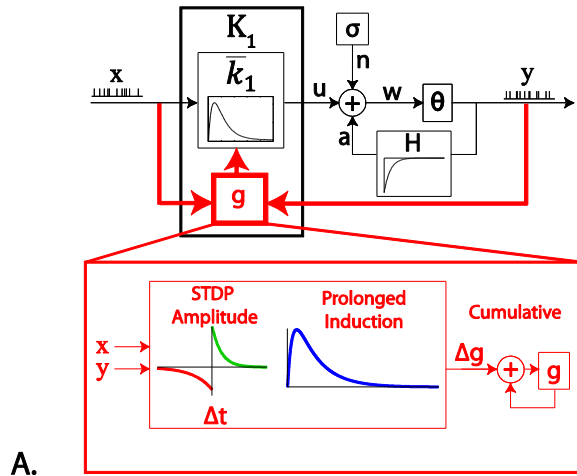 K₁
σ
x
k̅₁
n
y
u
+
w
θ
a
H
g
STDP
Amplitude
Prolonged
Induction
Cumulative
x
y
Δg
+
g
Δt
A.